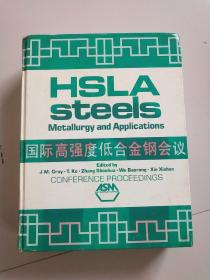 HSLA
steels
Metallurgy and Applications
国际高强度低合金钢会议
Edited by
J.M. Gray · T. Ko · Zhang Shouhua · Wu Baorong · Xie Xishan
CONFERENCE PROCEEDINGS
ASM